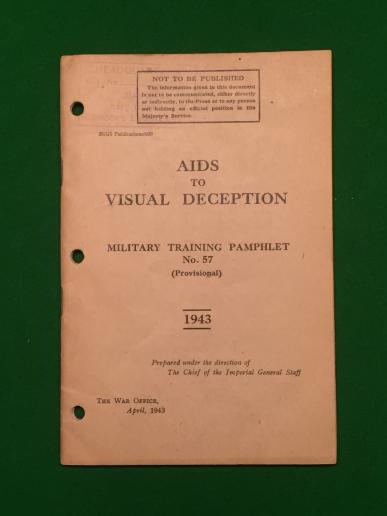 HEADQUARTERS
NOT TO BE PUBLISHED
The information given in this document
is not to be communicated, either directly
or indirectly, to the Press or to any person
not holding an official position in His
Majesty's Service.
AIDS
TO
VISUAL DECEPTION
MILITARY TRAINING PAMPHLET
No. 57
(Provisional)
1943
Prepared under the direction of
The Chief of the Imperial General Staff
THE WAR OFFICE,
April, 1943